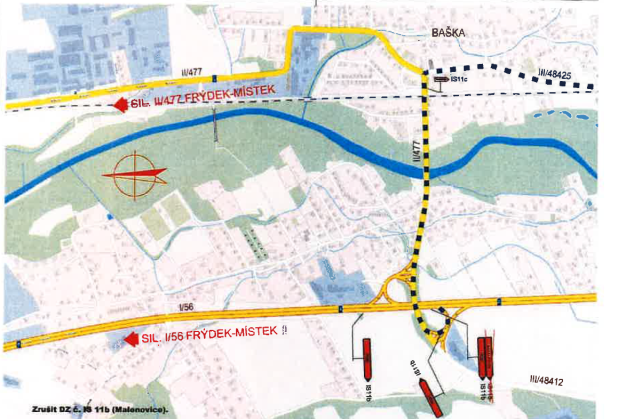 BAŠKA
II/477
IS11c
III/48425
SIL. II/477 FRÝDEK-MÍSTEK
II/477
I/56
SIL. I/56 FRÝDEK-MÍSTEK !!
IS11b
IS11b
IS11b
III/48412
Zrušit DZ č. IS 11b (Malenovice).